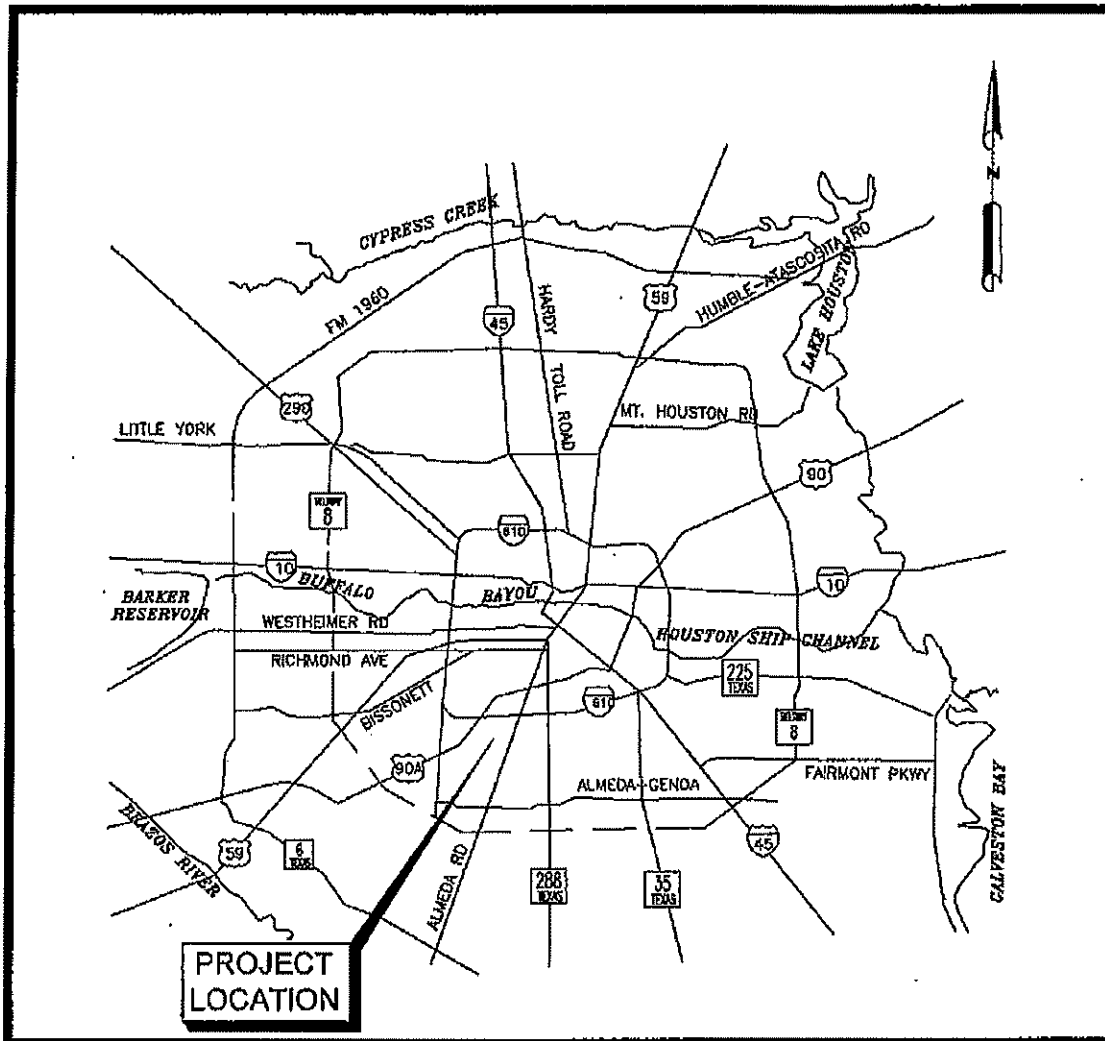 N
CYPRESS CREEK
FM 1960
45
HARDY
TOLL ROAD
59
HUMBLE-ATASCOSITA RD
LAKE HOUSTON
290
LITTLE YORK
MT. HOUSTON RD
90
8
610
10
BUFFALO
BAYOU
10
BARKER
RESERVOIR
WESTHEIMER RD
HOUSTON SHIP CHANNEL
RICHMOND AVE
225
TEXAS
BISSONETT
61
8
90A
FAIRMONT PKWY
ALMEDA-GENOA
BRAZOS RIVER
59
6
TEXAS
ALMEDA RD
288
TEXAS
35
TEXAS
45
GALVESTON BAY
PROJECT
LOCATION